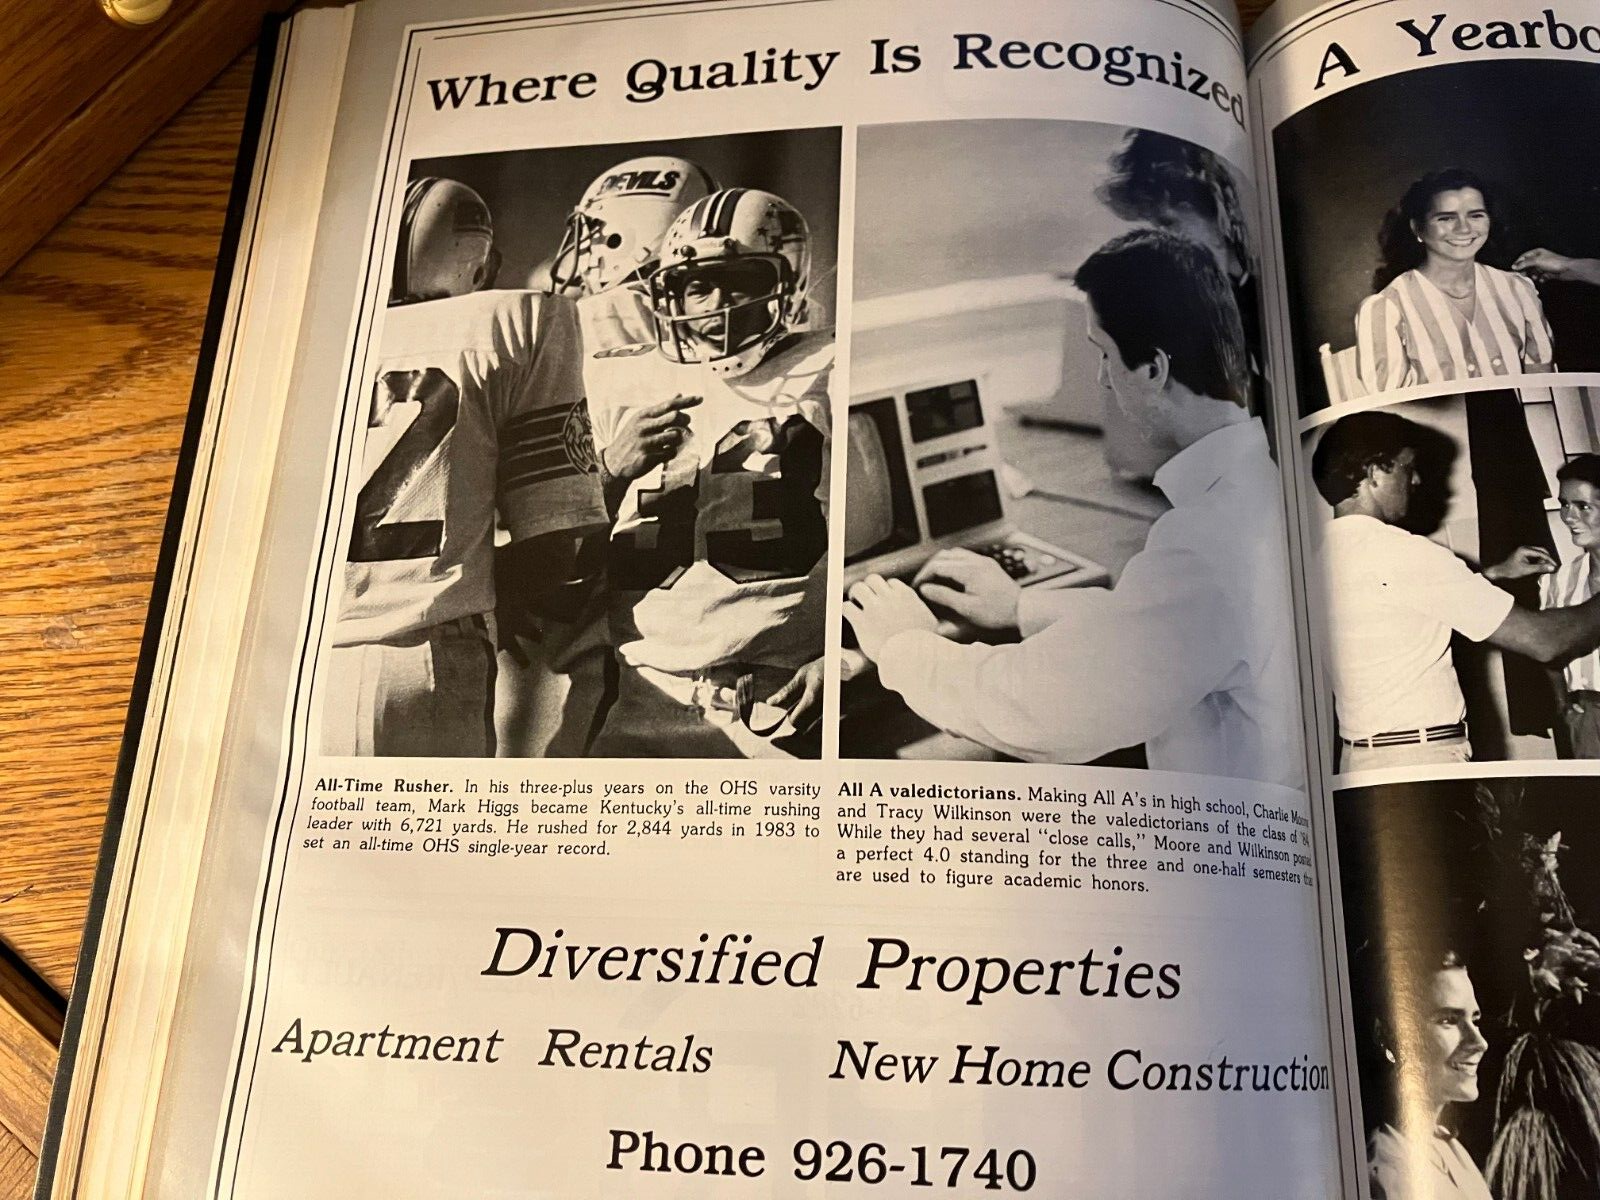 Where Quality Is Recognized
A Yearbo
DEVILS
2
33
All-Time Rusher. In his three-plus years on the OHS varsity
football team, Mark Higgs became Kentucky's all-time rushing
leader with 6,721 yards. He rushed for 2,844 yards in 1983 to
set an all-time OHS single-year record.
All A valedictorians. Making All A's in high school, Charlie Moore
and Tracy Wilkinson were the valedictorians of the class of '84.
While they had several "close calls," Moore and Wilkinson posted
a perfect 4.0 standing for the three and one-half semesters
are used to figure academic honors.
Diversified Properties
Apartment Rentals New Home Construction
Phone 926-1740